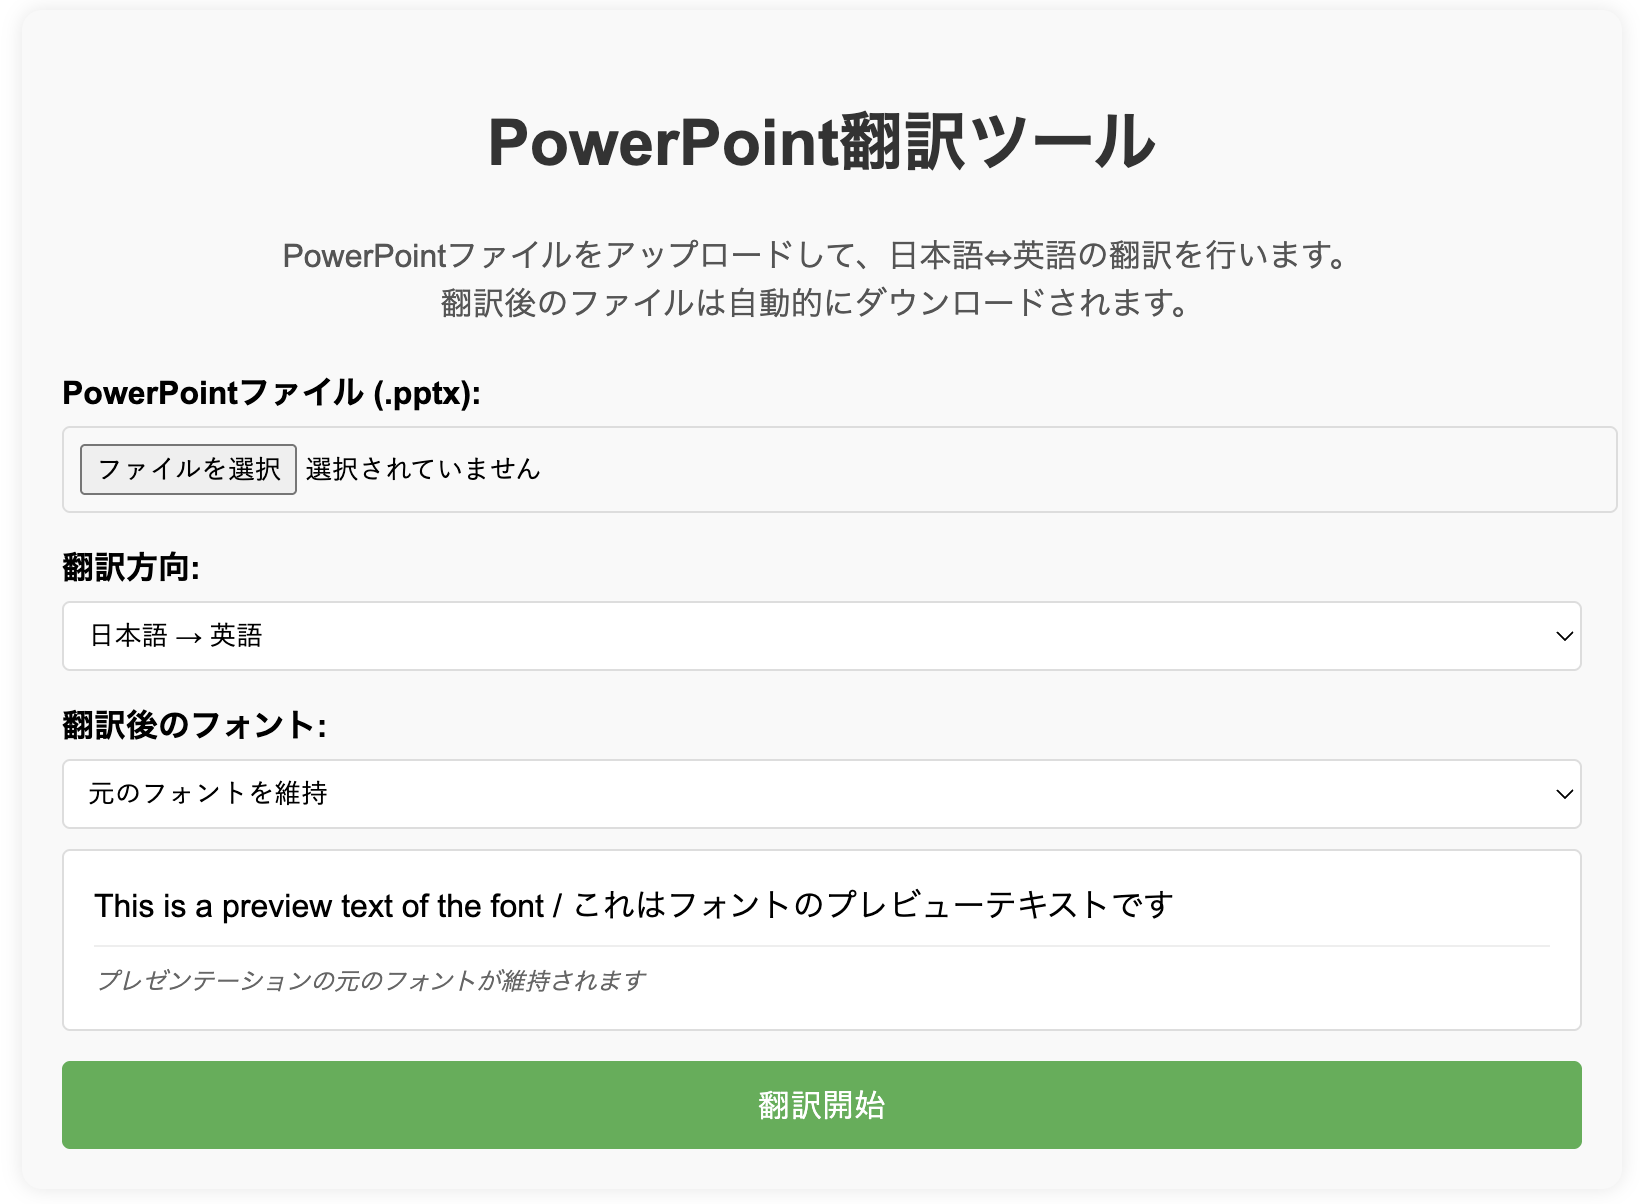 PowerPoint翻訳ツール
PowerPointファイルをアップロードして、日本語⇔英語の翻訳を行います。
翻訳後のファイルは自動的にダウンロードされます。
PowerPointファイル (.pptx):
ファイルを選択 選択されていません
翻訳方向:
日本語 → 英語
翻訳後のフォント:
元のフォントを維持
This is a preview text of the font / これはフォントのプレビューテキストです
プレゼンテーションの元のフォントが維持されます
翻訳開始